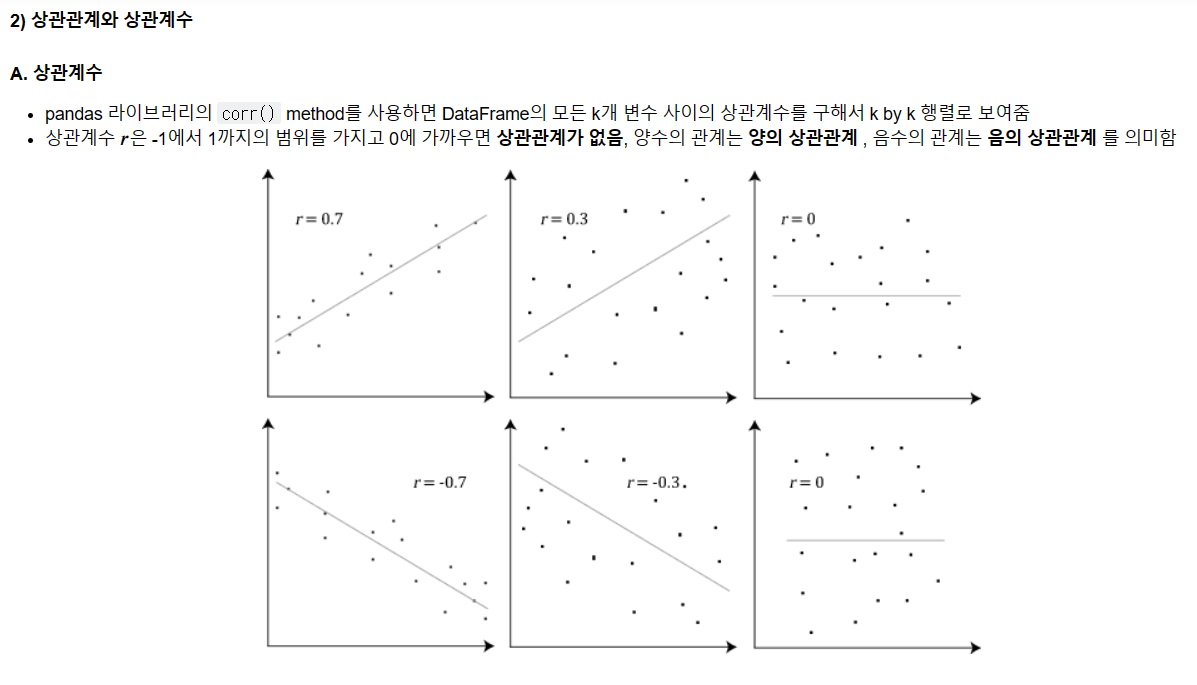 2) 상관관계와 상관계수
A. 상관계수
• pandas 라이브러리의 corr() method를 사용하면 DataFrame의 모든 k개 변수 사이의 상관계수를 구해서 k by k 행렬로 보여줌
• 상관계수 r은 -1에서 1까지의 범위를 가지고 0에 가까우면 상관관계가 없음, 양수의 관계는 양의 상관관계 , 음수의 관계는 음의 상관관계 를 의미함
r = 0.7
r = 0.3
r = 0
r = -0.7
r = -0.3
r = 0